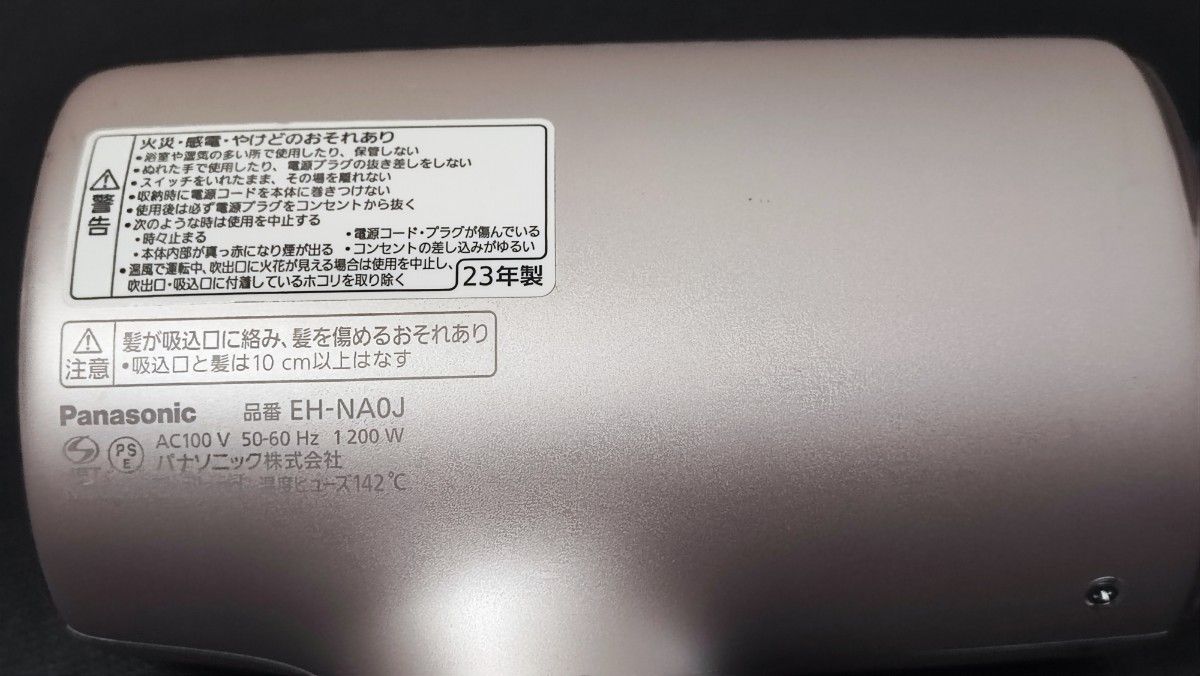 警告
火災・感電・やけどのおそれあり
•浴室や湿気の多い所で使用したり、保管しない
•ぬれた手で使用したり、電源プラグの抜き差しをしない
•スイッチをいれたまま、その場を離れない
•収納時に電源コードを本体に巻きつけない
•使用後は必ず電源プラグをコンセントから抜く
•次のような時は使用を中止する
・時々止まる •電源コード・プラグが傷んでいる
・本体内部が真っ赤になり煙が出る •コンセントの差し込みがゆるい
•温風で運転中、吹出口に火花が見える場合は使用を中止し、
吹出口・吸込口に付着しているホコリを取り除く
23年製
注意
髪が吸込口に絡み、髪を傷めるおそれあり
•吸込口と髪は10 cm以上はなす
Panasonic 品番 EH-NA0J
PS E AC100 V 50-60 Hz 1 200 W
パナソニック株式会社
温度ヒューズ142℃